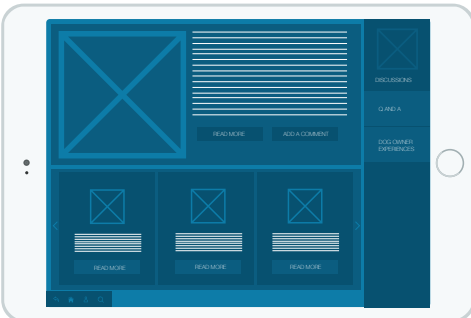 READ MORE
ADD A COMMENT
READ MORE
READ MORE
READ MORE
DISCUSSIONS
Q AND A
DOG OWNER
EXPERIENCES